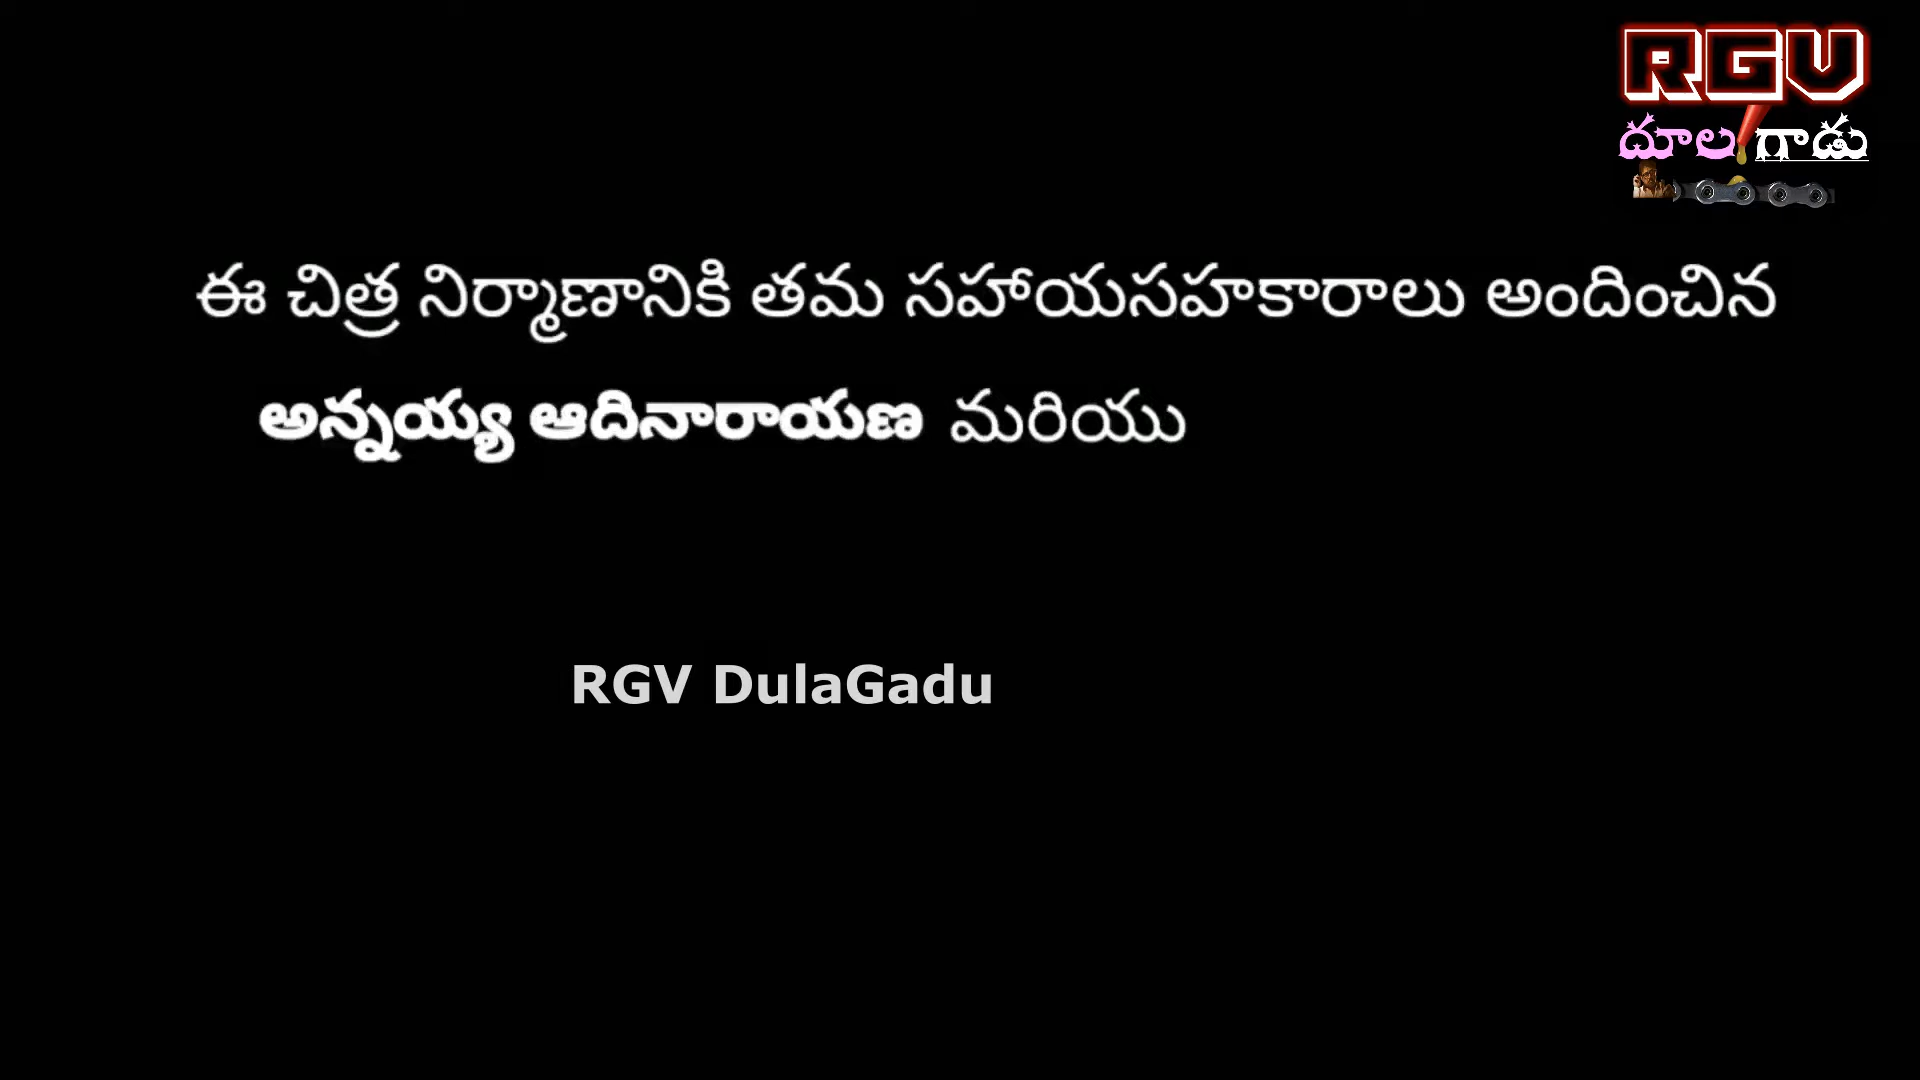 RGV
దూల గాడు
ఈ చిత్ర నిర్మాణానికి తమ సహాయసహకారాలు అందించిన
అన్నయ్య ఆదినారాయణ మరియు
RGV DulaGadu